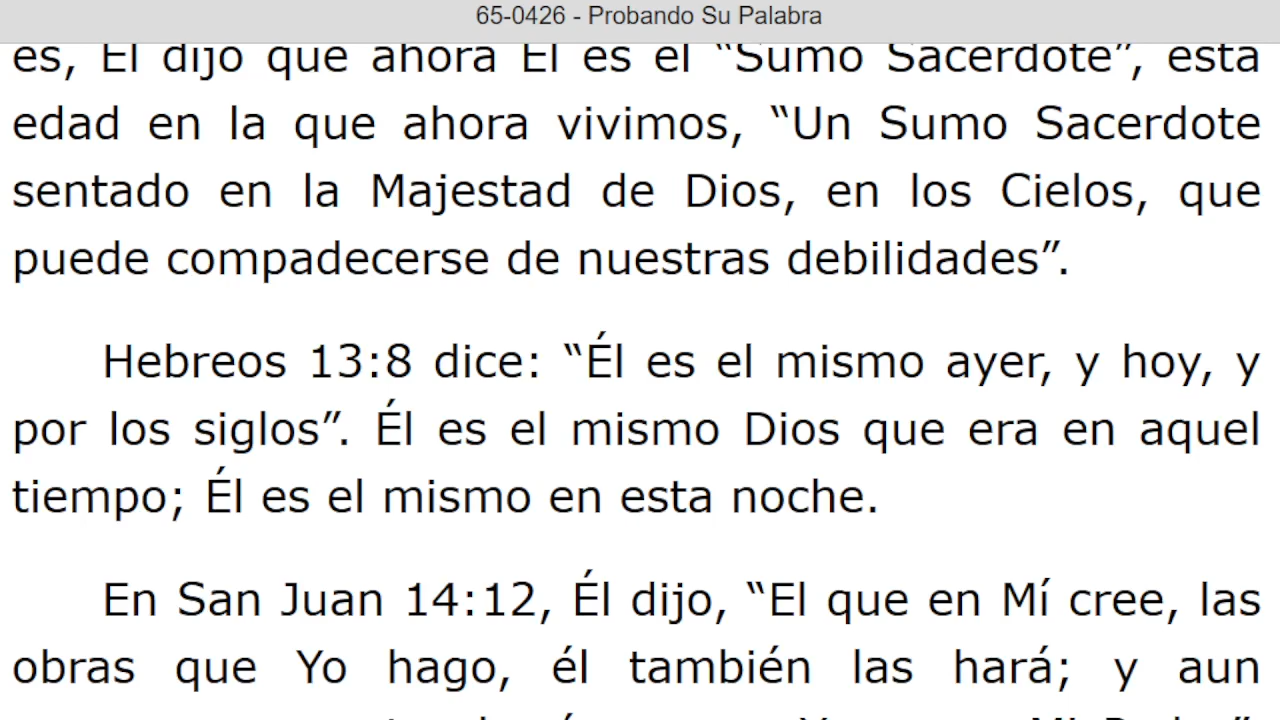 65-0426 - Probando Su Palabra
es, Él dijo que ahora Él es el “Sumo Sacerdote”, esta
edad en la que ahora vivimos, “Un Sumo Sacerdote
sentado en la Majestad de Dios, en los Cielos, que
puede compadecerse de nuestras debilidades”.
Hebreos 13:8 dice: “Él es el mismo ayer, y hoy, y
por los siglos”. Él es el mismo Dios que era en aquel
tiempo; Él es el mismo en esta noche.
En San Juan 14:12, Él dijo, “El que en Mí cree, las
obras que Yo hago, él también las hará; y aun